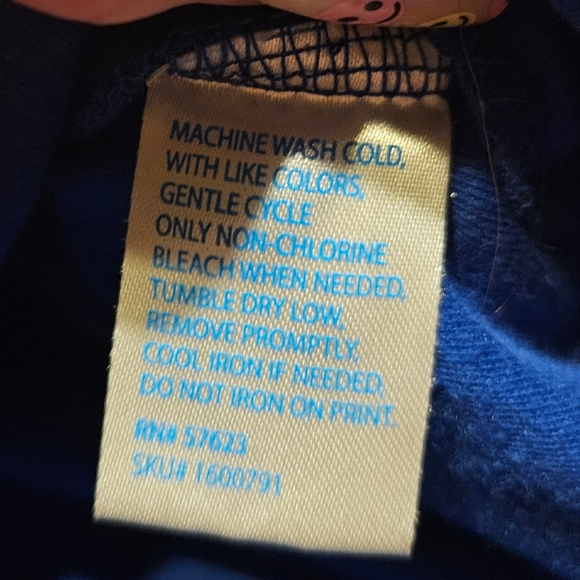 MACHINE WASH COLD,
WITH LIKE COLORS,
GENTLE CYCLE
ONLY NON-CHLORINE
BLEACH WHEN NEEDED.
TUMBLE DRY LOW,
REMOVE PROMPTLY.
COOL IRON IF NEEDED,
DO NOT IRON ON PRINT.
RN# 57623
SKU# 1600791